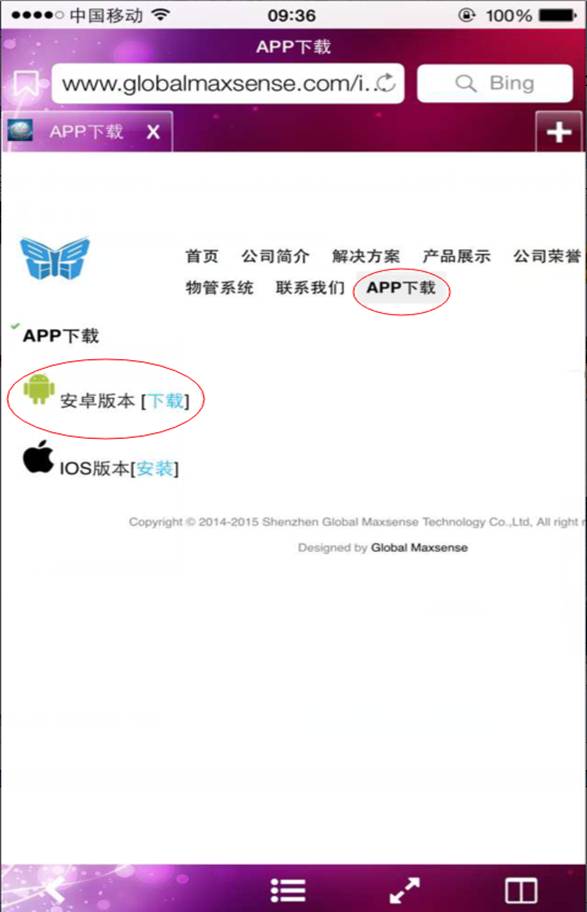 中国移动 09:36 100%
APP下载
www.globalmaxsense.com/i... Bing
APP下载 X
首页 公司简介 解决方案 产品展示 公司荣誉
物管系统 联系我们 APP下载
APP下载
安卓版本 [下载]
IOS版本[安装]
Copyright © 2014-2015 Shenzhen Global Maxsense Technology Co.,Ltd, All right
Designed by Global Maxsense